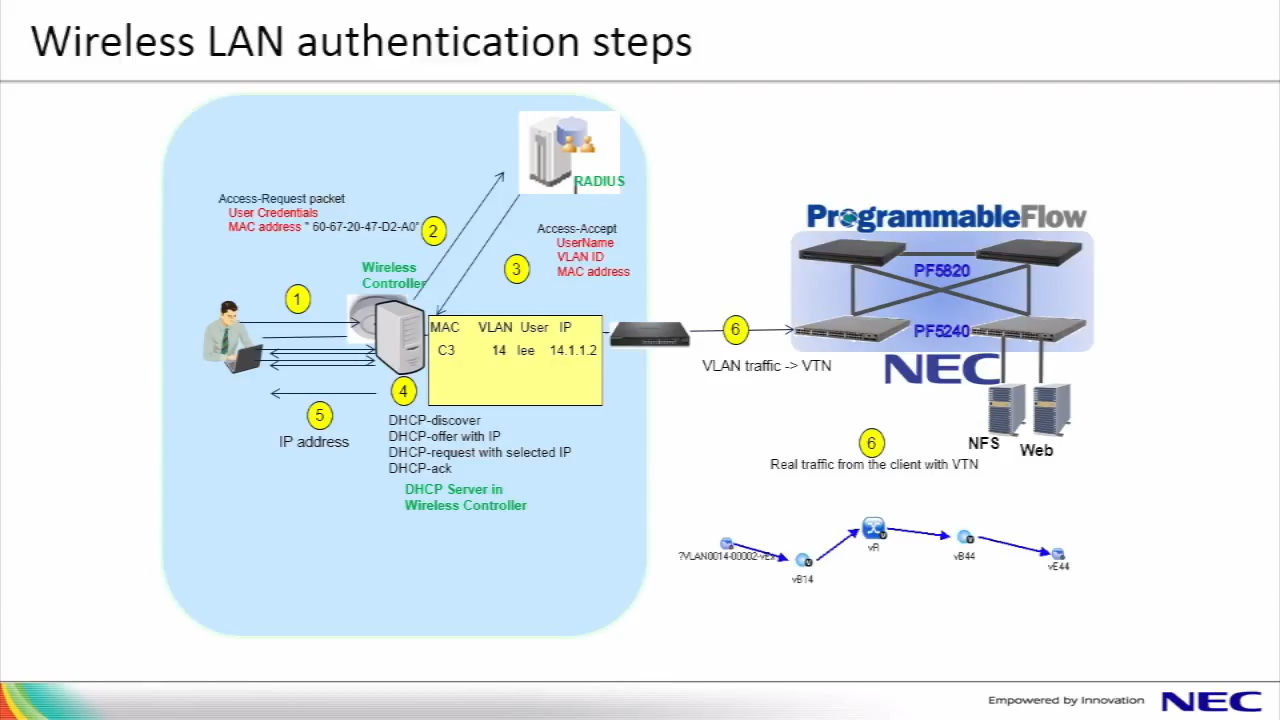 Wireless LAN authentication steps
RADIUS
Access-Request packet
User Credentials
MAC address " 60-67-20-47-D2-A0"
2
Access-Accept
UserName
VLAN ID
MAC address
3
Wireless
Controller
1
MAC VLAN User IP
C3 14 lee 14.1.1.2
4
5
IP address
DHCP-discover
DHCP-offer with IP
DHCP-request with selected IP
DHCP-ack
DHCP Server in
Wireless Controller
6
VLAN traffic -> VTN
ProgrammableFlow
PF5820
PF5240
NEC
NFS
Web
6
Real traffic from the client with VTN
?VLAN0014-00002-vEx
vB14
vR
vB44
vE44
Empowered by Innovation
NEC